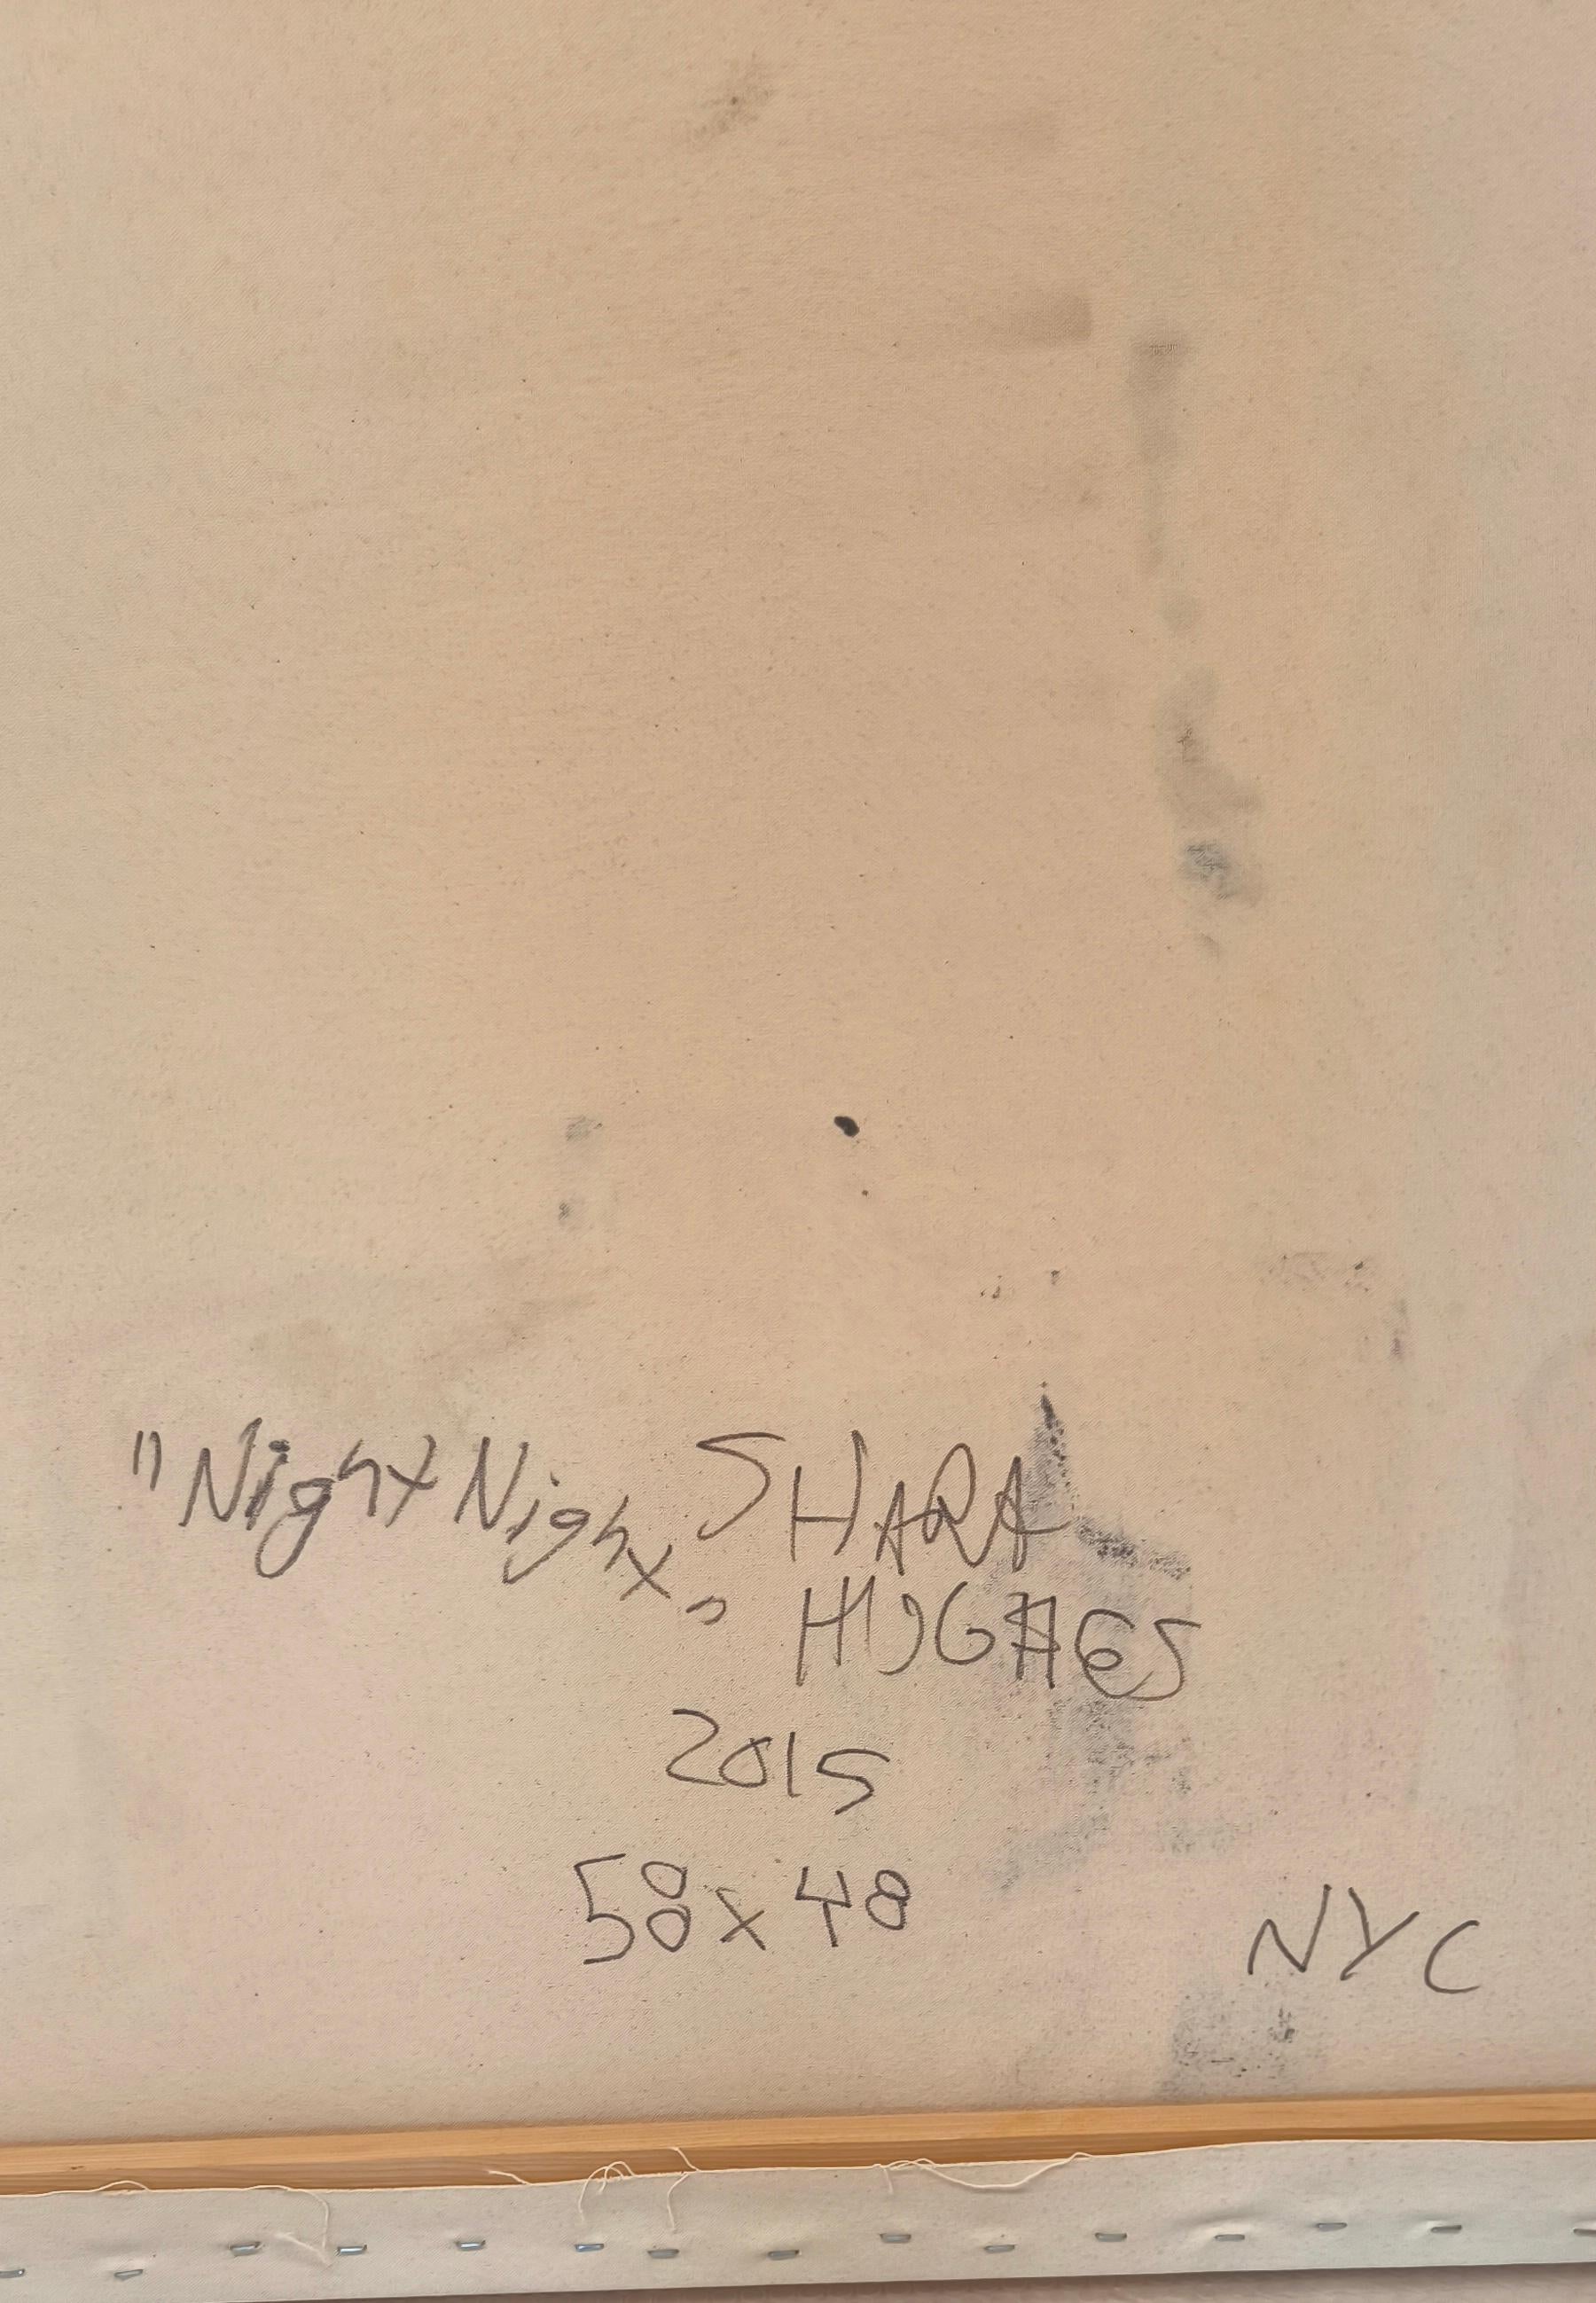 "Night Night" SHARA
HUGHES
2015
58x48
NYC